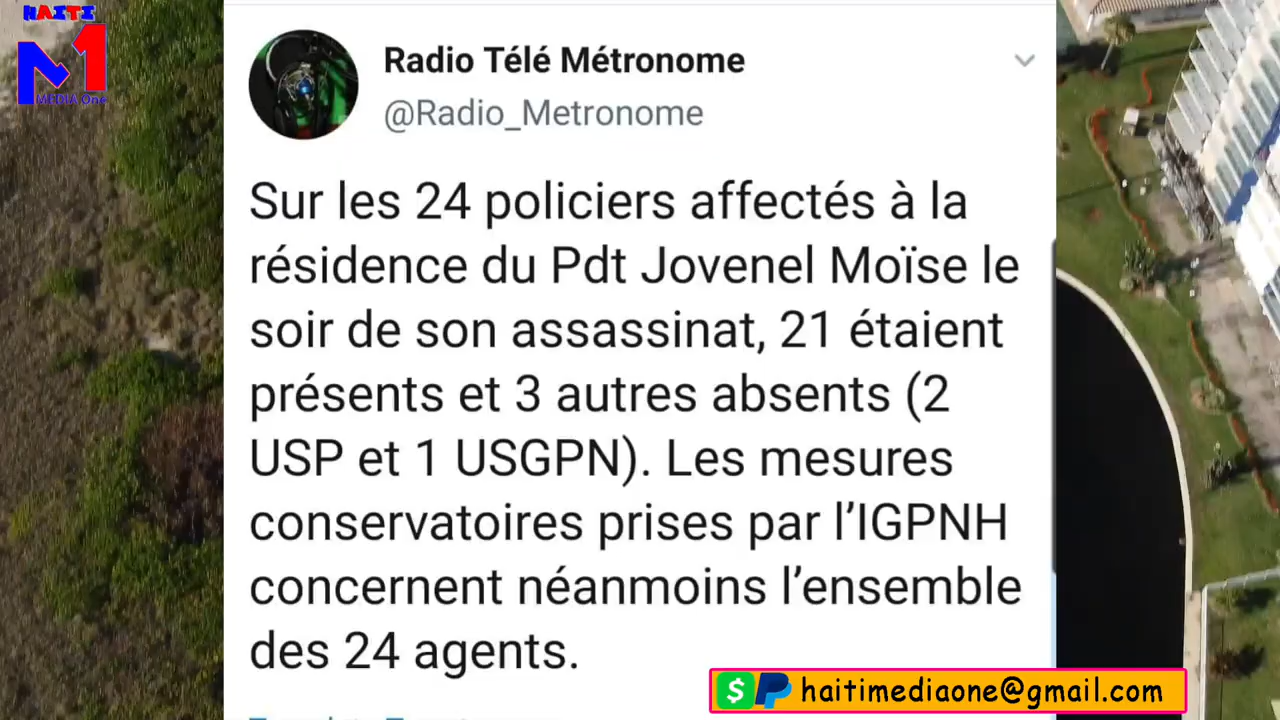 HAITI
M1
MEDIA One
Radio Télé Métronome
@Radio_Metronome
Sur les 24 policiers affectés à la
résidence du Pdt Jovenel Moïse le
soir de son assassinat, 21 étaient
présents et 3 autres absents (2
USP et 1 USGPN). Les mesures
conservatoires prises par l’IGPNH
concernent néanmoins l’ensemble
des 24 agents.
$ P haitimediaone@gmail.com